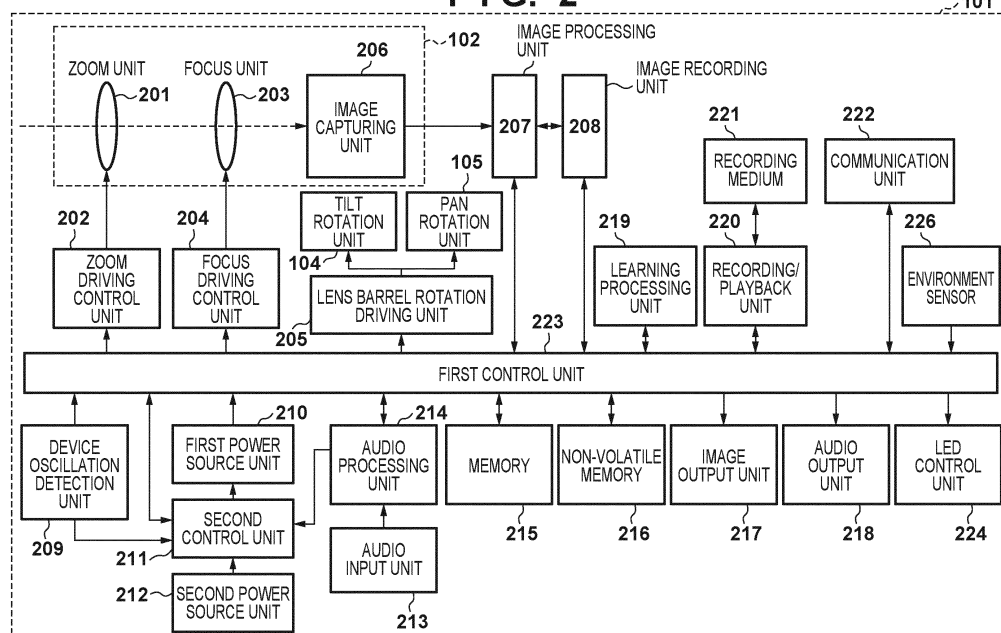 FIG. 2
101
102
206
IMAGE PROCESSING
UNIT
ZOOM UNIT
FOCUS UNIT
IMAGE RECORDING
UNIT
201
203
IMAGE
CAPTURING
UNIT
207
208
221
222
RECORDING
MEDIUM
COMMUNICATION
UNIT
105
202
204
TILT
ROTATION
UNIT
PAN
ROTATION
UNIT
104
219
220
226
ZOOM
DRIVING
CONTROL
UNIT
FOCUS
DRIVING
CONTROL
UNIT
LENS BARREL ROTATION
DRIVING UNIT
205
LEARNING
PROCESSING
UNIT
RECORDING/
PLAYBACK
UNIT
ENVIRONMENT
SENSOR
223
FIRST CONTROL UNIT
210
214
DEVICE
OSCILLATION
DETECTION
UNIT
FIRST POWER
SOURCE UNIT
AUDIO
PROCESSING
UNIT
MEMORY
NON-VOLATILE
MEMORY
IMAGE
OUTPUT UNIT
AUDIO
OUTPUT
UNIT
LED
CONTROL
UNIT
209
SECOND
CONTROL UNIT
211
215
216
217
218
224
AUDIO
INPUT UNIT
212
SECOND POWER
SOURCE UNIT
213